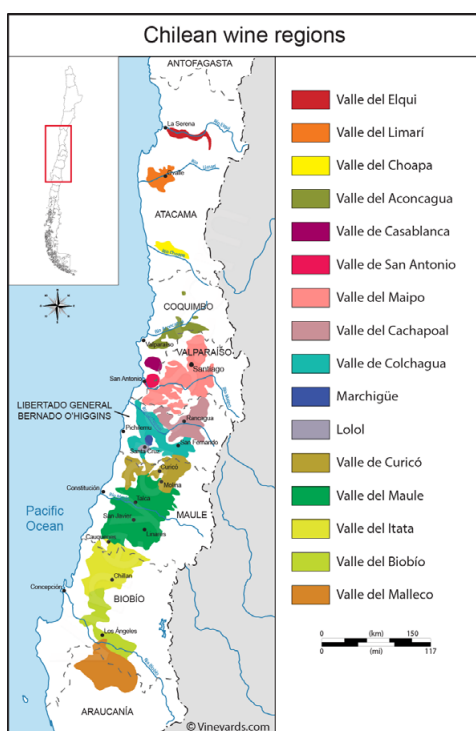 Chilean wine regions
ANTOFAGASTA
La Serena
Ovalle
ATACAMA
COQUIMBO
Valparaíso
VALPARAÍSO
Santiago
San Antonio
LIBERTADO GENERAL
BERNADO O'HIGGINS
Rancagua
Pichilemu
Santa Cruz
San Fernando
Curicó
Molina
Constitución
Talca
San Javier
MAULE
Linares
Cauquenes
Pacific
Ocean
Chillan
Concepción
BIOBÍO
Los Ángeles
ARAUCANÍA
Valle del Elqui
Valle del Limarí
Valle del Choapa
Valle del Aconcagua
Valle de Casablanca
Valle de San Antonio
Valle del Maipo
Valle del Cachapoal
Valle de Colchagua
Marchigüe
Lolol
Valle de Curicó
Valle del Maule
Valle del Itata
Valle del Biobío
Valle del Malleco
0 (km) 150
0 (mi) 117
© Vineyards.com